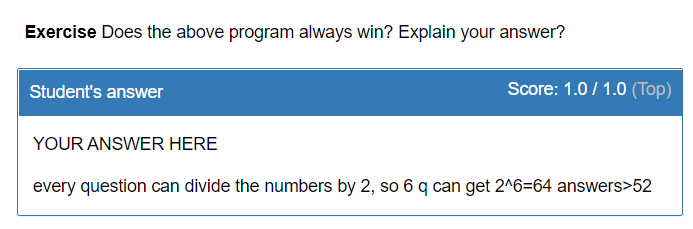 Exercise Does the above program always win? Explain your answer?
Student's answer Score: 1.0 / 1.0 (Top)
YOUR ANSWER HERE
every question can divide the numbers by 2, so 6 q can get 2^6=64 answers>52